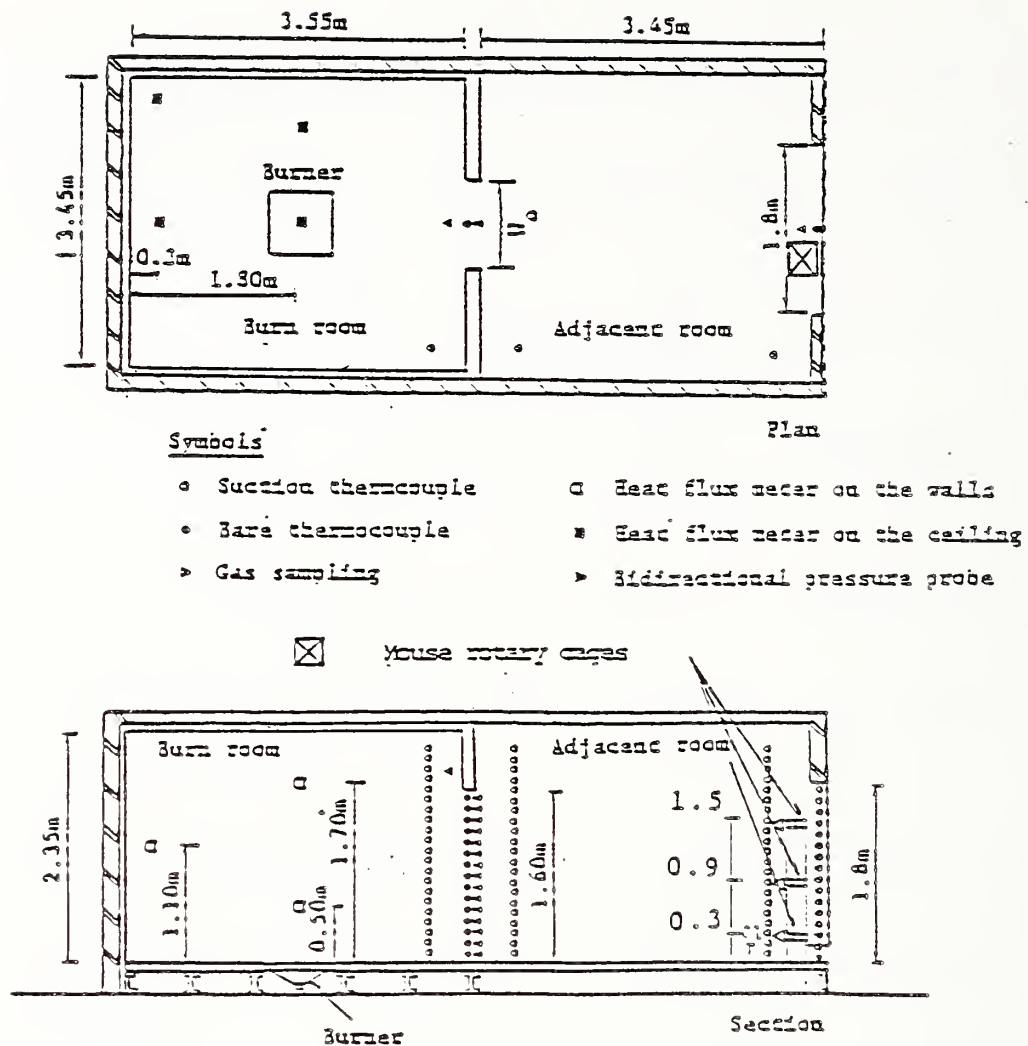 3.55m
3.45m
3.45m
Burner
1.8m
1.80m
Burn room
Adjacent room
Plan
Symbols
Suction thermocouple
Heat flux meter on the walls
Bare thermocouple
Heat flux meter on the ceiling
Gas sampling
Bidirectional pressure probe
Mouse rotary cages
Burn room
Adjacent room
2.35m
1.10m
0.50m
1.70m
1.60m
1.5
0.9
0.3
1.8m
Burner
Section